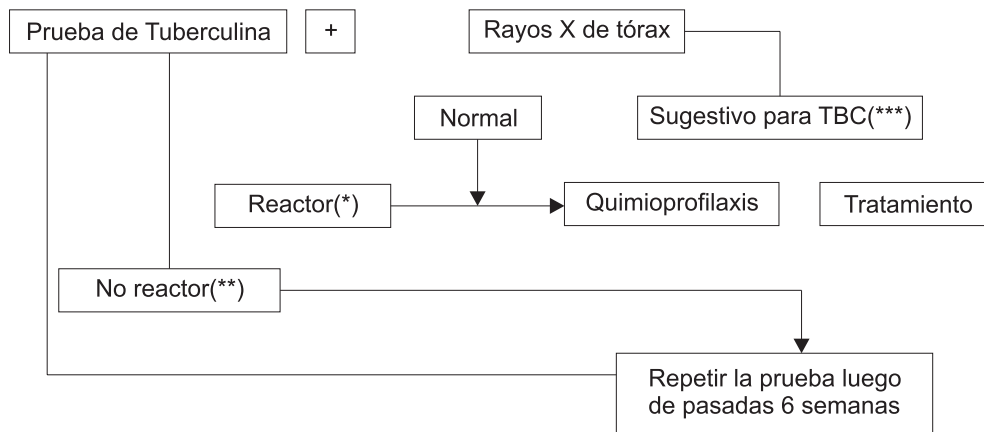 Prueba de Tuberculina
+
Rayos X de tórax
Normal
Sugestivo para TBC(***)
Reactor(*)
Quimioprofilaxis
Tratamiento
No reactor(**)
Repetir la prueba luego
de pasadas 6 semanas